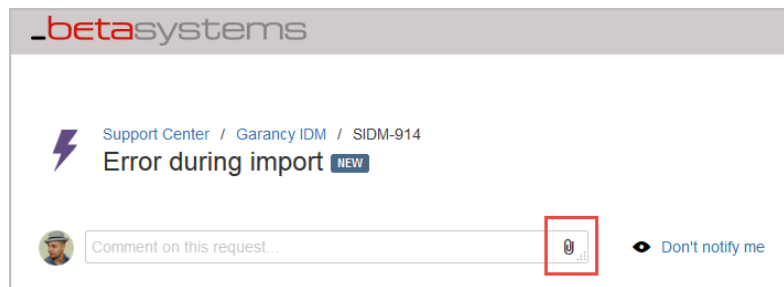 _betasystems
Support Center / Garancy IDM / SIDM-914
Error during import NEW
Comment on this request...
Don't notify me